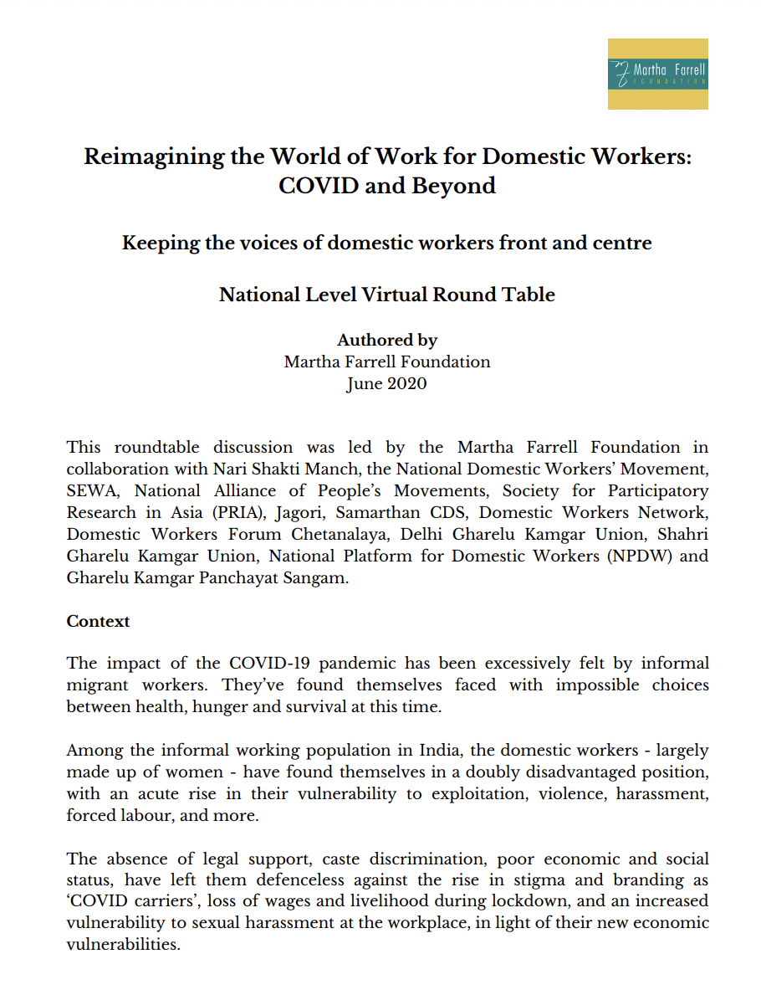 Martha Farrell
FOUNDATION
Reimagining the World of Work for Domestic Workers:
COVID and Beyond
Keeping the voices of domestic workers front and centre
National Level Virtual Round Table
Authored by
Martha Farrell Foundation
June 2020
This roundtable discussion was led by the Martha Farrell Foundation in
collaboration with Nari Shakti Manch, the National Domestic Workers’ Movement,
SEWA, National Alliance of People’s Movements, Society for Participatory
Research in Asia (PRIA), Jagori, Samarthan CDS, Domestic Workers Network,
Domestic Workers Forum Chetanalaya, Delhi Gharelu Kamgar Union, Shahri
Gharelu Kamgar Union, National Platform for Domestic Workers (NPDW) and
Gharelu Kamgar Panchayat Sangam.
Context
The impact of the COVID-19 pandemic has been excessively felt by informal
migrant workers. They’ve found themselves faced with impossible choices
between health, hunger and survival at this time.
Among the informal working population in India, the domestic workers - largely
made up of women - have found themselves in a doubly disadvantaged position,
with an acute rise in their vulnerability to exploitation, violence, harassment,
forced labour, and more.
The absence of legal support, caste discrimination, poor economic and social
status, have left them defenceless against the rise in stigma and branding as
‘COVID carriers’, loss of wages and livelihood during lockdown, and an increased
vulnerability to sexual harassment at the workplace, in light of their new economic
vulnerabilities.